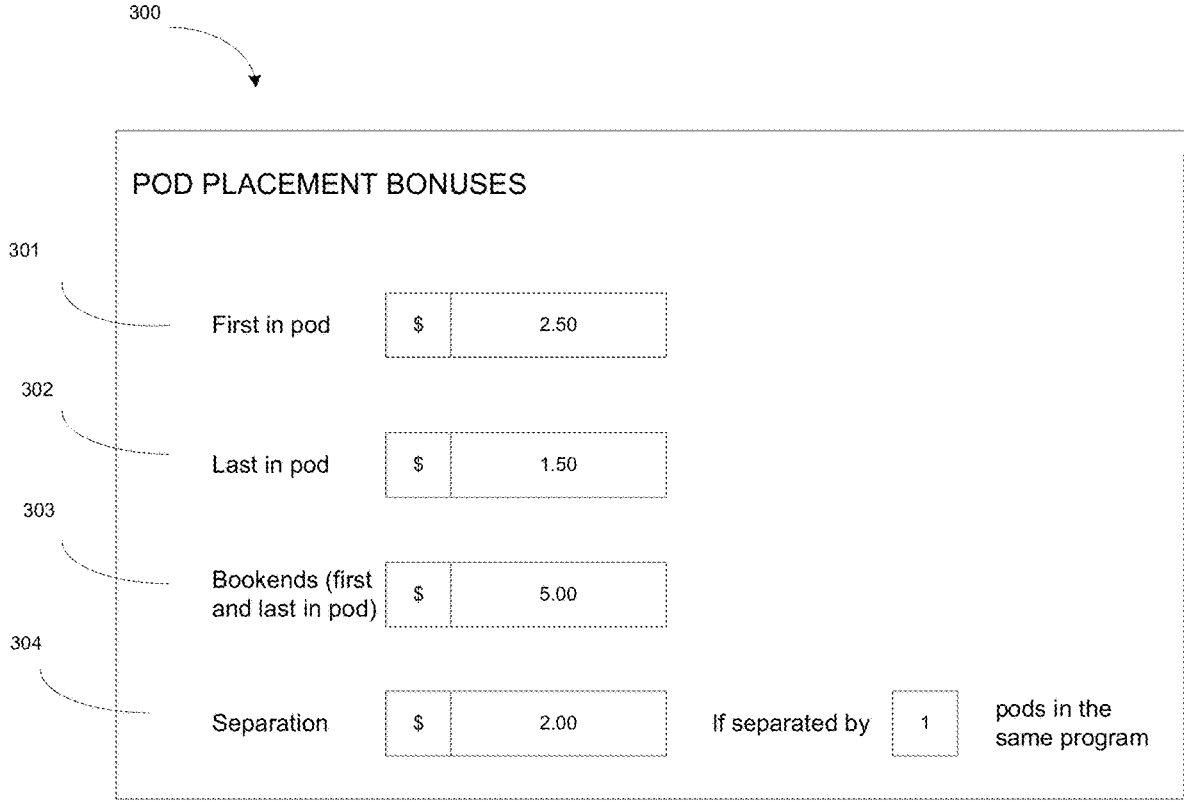 300
POD PLACEMENT BONUSES
301
First in pod $ 2.50
302
Last in pod $ 1.50
303
Bookends (first
and last in pod) $ 5.00
304
Separation $ 2.00 If separated by 1 pods in the
same program